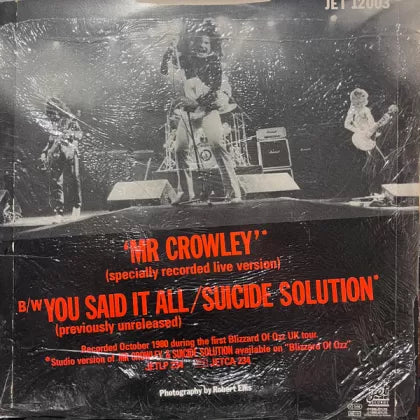 JET 12003
'MR CROWLEY'*
(specially recorded live version)
B/W YOU SAID IT ALL/SUICIDE SOLUTION*
(previously unreleased)
Recorded October 1980 during the first Blizzard Of Ozz UK tour.
*Studio version of MR CROWLEY & SUICIDE SOLUTION available on "Blizzard Of Ozz"
JETLP 234 JETCA 234
Photography by Robert Ellis